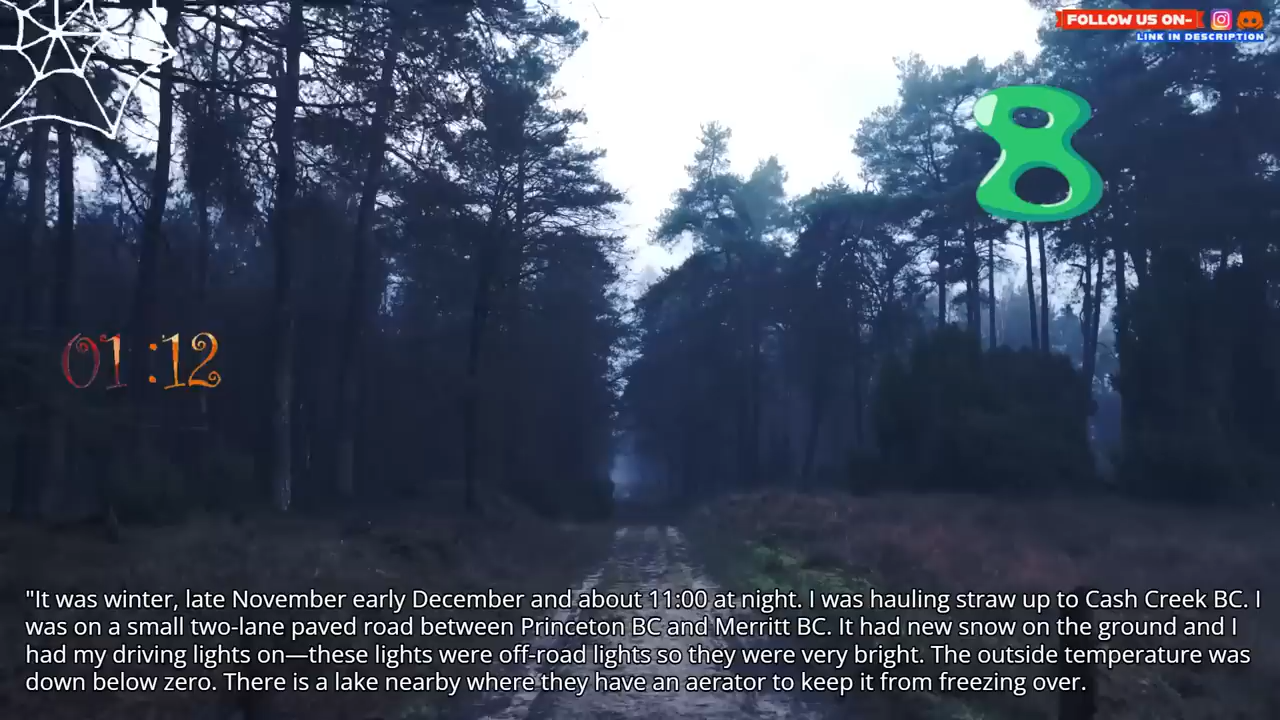 FOLLOW US ON-
LINK IN DESCRIPTION
8
01:12
"It was winter, late November early December and about 11:00 at night. I was hauling straw up to Cash Creek BC. I
was on a small two-lane paved road between Princeton BC and Merritt BC. It had new snow on the ground and I
had my driving lights on—these lights were off-road lights so they were very bright. The outside temperature was
down below zero. There is a lake nearby where they have an aerator to keep it from freezing over.